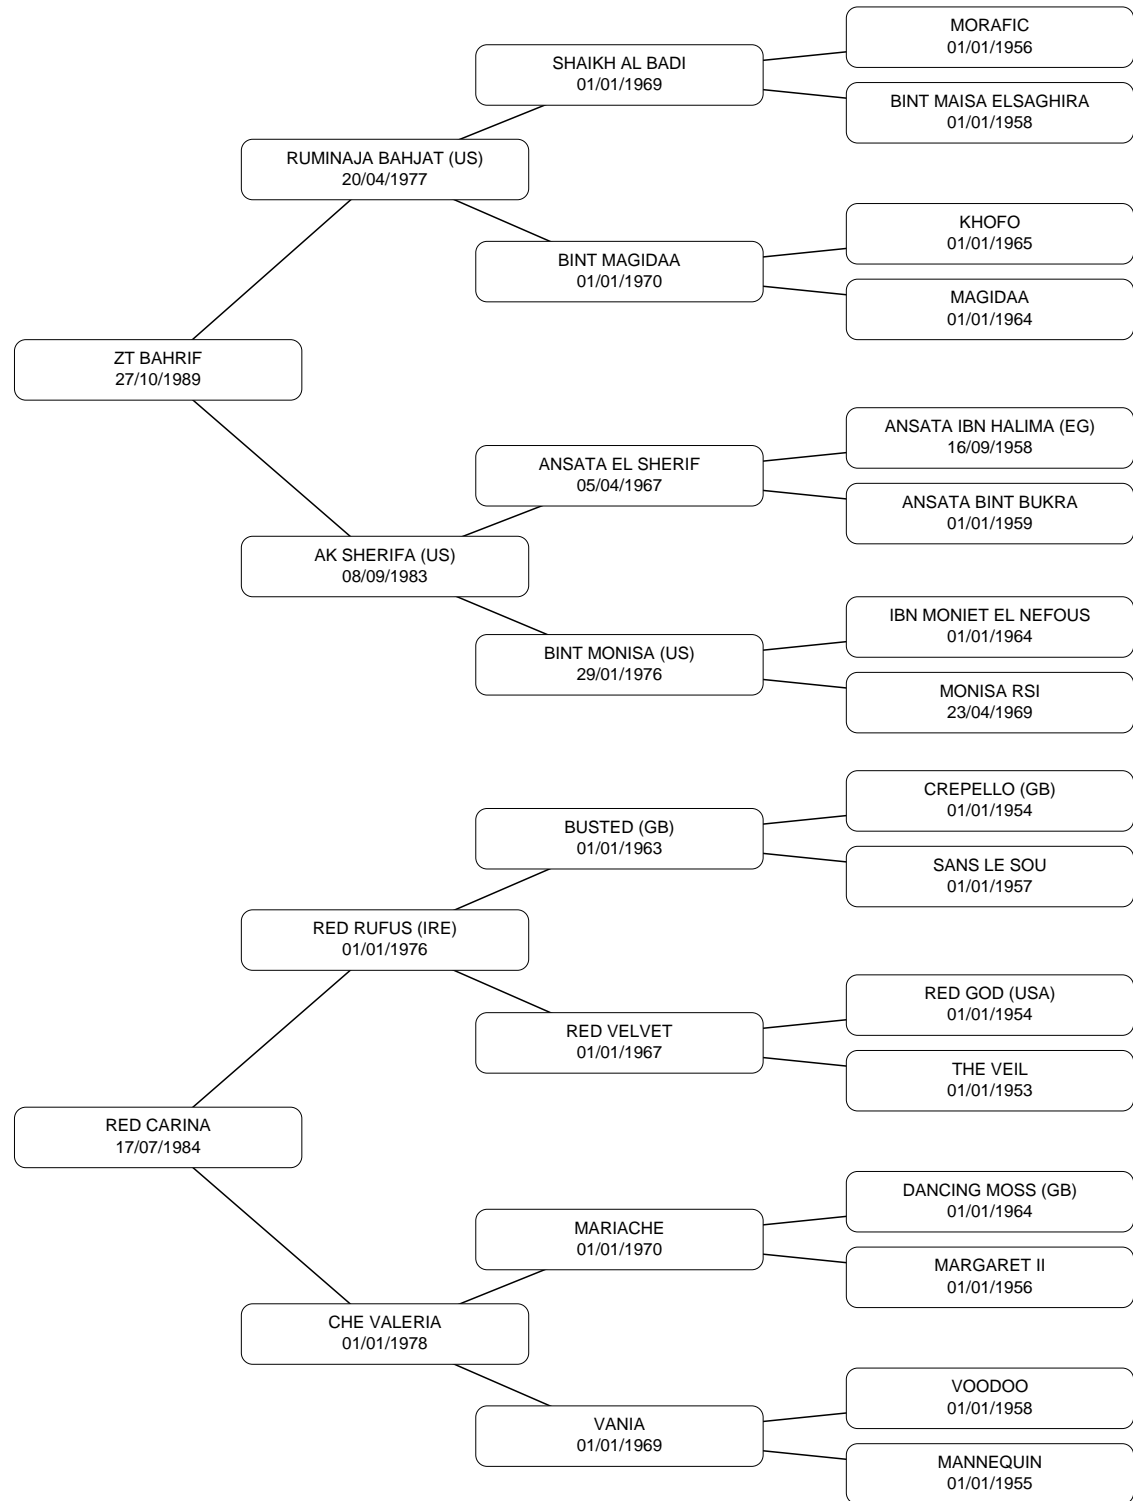 MORAFIC
01/01/1956
SHAIKH AL BADI
01/01/1969
BINT MAISA ELSAGHIRA
01/01/1958
RUMINAJA BAHJAT (US)
20/04/1977
KHOFO
01/01/1965
BINT MAGIDAA
01/01/1970
MAGIDAA
01/01/1964
ZT BAHRIF
27/10/1989
ANSATA IBN HALIMA (EG)
16/09/1958
ANSATA EL SHERIF
05/04/1967
ANSATA BINT BUKRA
01/01/1959
AK SHERIFA (US)
08/09/1983
IBN MONIET EL NEFOUS
01/01/1964
BINT MONISA (US)
29/01/1976
MONISA RSI
23/04/1969
CREPELLO (GB)
01/01/1954
BUSTED (GB)
01/01/1963
SANS LE SOU
01/01/1957
RED RUFUS (IRE)
01/01/1976
RED GOD (USA)
01/01/1954
RED VELVET
01/01/1967
THE VEIL
01/01/1953
RED CARINA
17/07/1984
DANCING MOSS (GB)
01/01/1964
MARIACHE
01/01/1970
MARGARET II
01/01/1956
CHE VALERIA
01/01/1978
VOODOO
01/01/1958
VANIA
01/01/1969
MANNEQUIN
01/01/1955